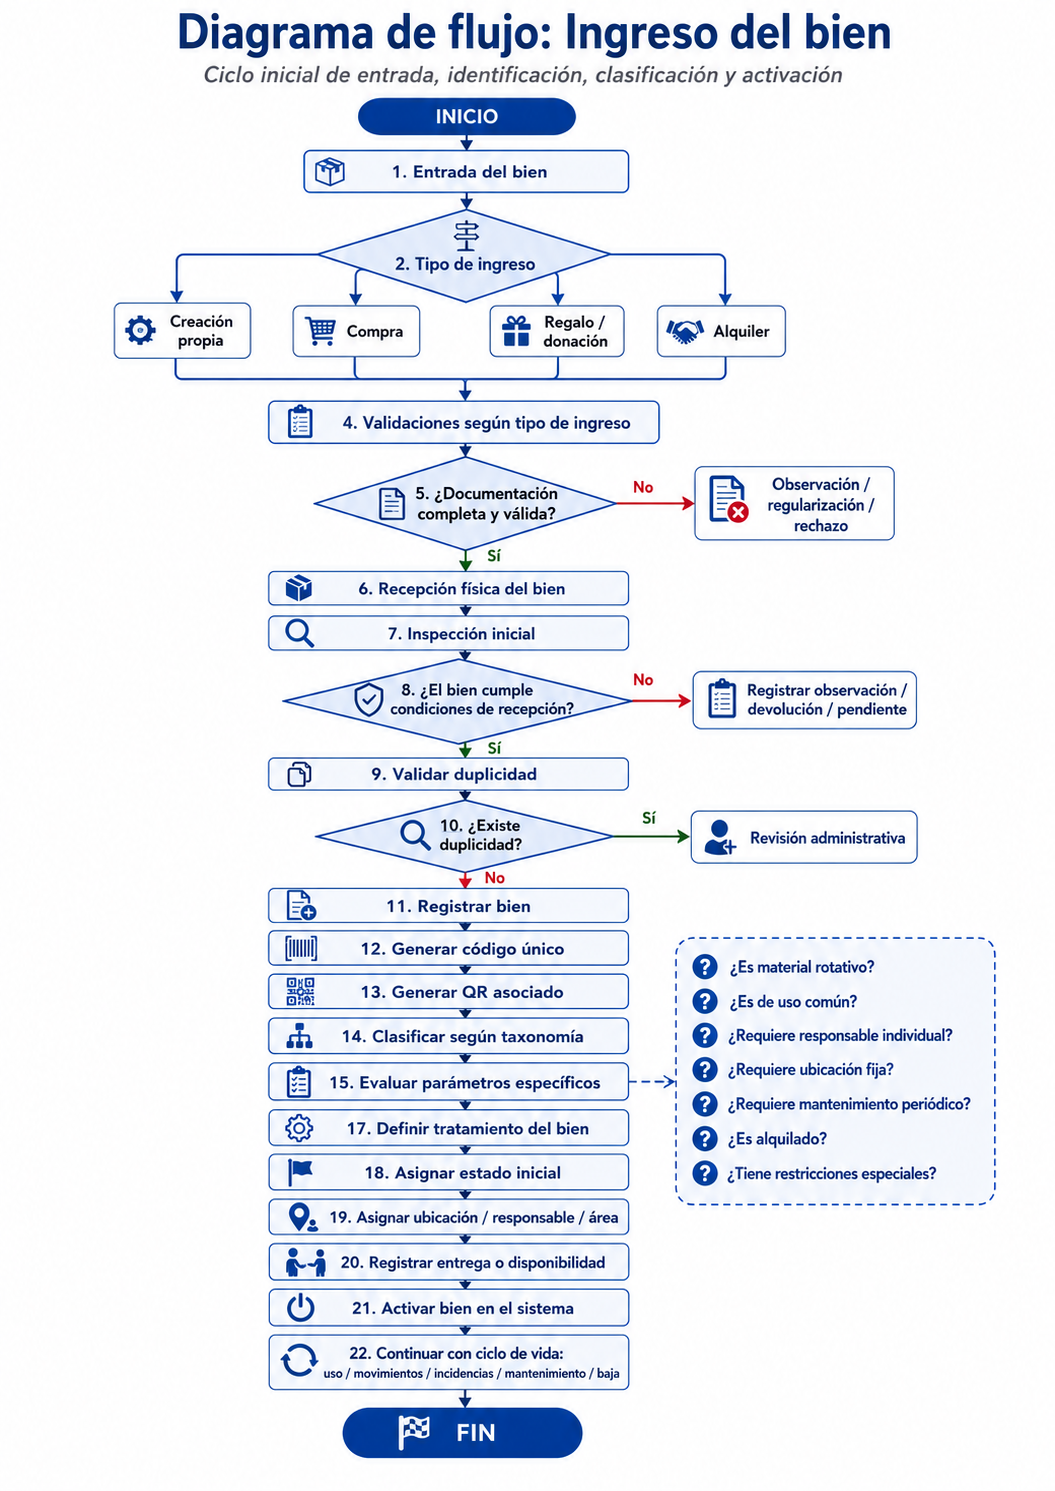 Diagrama de flujo: Ingreso del bien
Ciclo inicial de entrada, identificación, clasificación y activación
INICIO
1. Entrada del bien
2. Tipo de ingreso
Creación
propia
Compra
Regalo /
donación
Alquiler
4. Validaciones según tipo de ingreso
5. ¿Documentación
completa y válida?
No
Observación /
regularización /
rechazo
Sí
6. Recepción física del bien
7. Inspección inicial
8. ¿El bien cumple
condiciones de recepción?
No
Registrar observación /
devolución / pendiente
Sí
9. Validar duplicidad
10. ¿Existe
duplicidad?
Sí
Revisión administrativa
No
11. Registrar bien
12. Generar código único
13. Generar QR asociado
14. Clasificar según taxonomía
15. Evaluar parámetros específicos
? ¿Es material rotativo?
? ¿Es de uso común?
? ¿Requiere responsable individual?
? ¿Requiere ubicación fija?
? ¿Requiere mantenimiento periódico?
? ¿Es alquilado?
? ¿Tiene restricciones especiales?
17. Definir tratamiento del bien
18. Asignar estado inicial
19. Asignar ubicación / responsable / área
20. Registrar entrega o disponibilidad
21. Activar bien en el sistema
22. Continuar con ciclo de vida:
uso / movimientos / incidencias / mantenimiento / baja
FIN